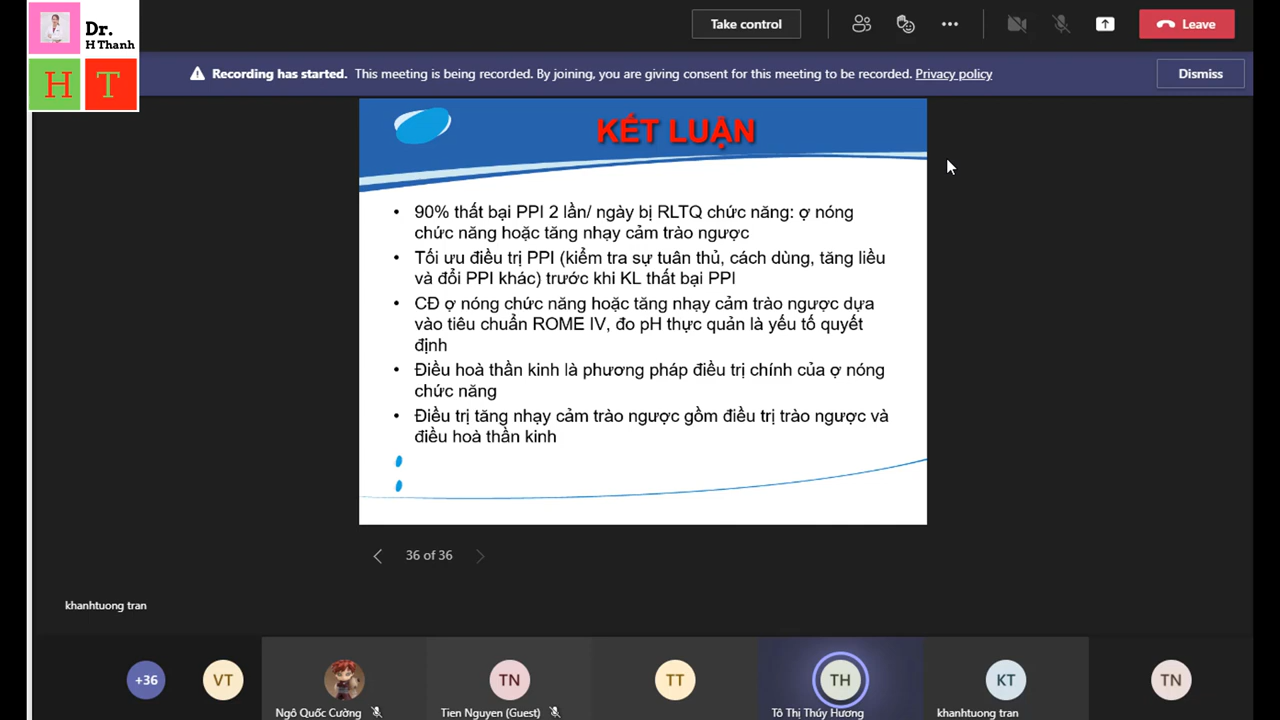 Dr.
H Thanh
H T
Take control
Leave
Recording has started. This meeting is being recorded. By joining, you are giving consent for this meeting to be recorded. Privacy policy
Dismiss
KẾT LUẬN
• 90% thất bại PPI 2 lần/ ngày bị RLTQ chức năng: ợ nóng
chức năng hoặc tăng nhạy cảm trào ngược
• Tối ưu điều trị PPI (kiểm tra sự tuân thủ, cách dùng, tăng liều
và đổi PPI khác) trước khi KL thất bại PPI
• CĐ ợ nóng chức năng hoặc tăng nhạy cảm trào ngược dựa
vào tiêu chuẩn ROME IV, đo pH thực quản là yếu tố quyết
định
• Điều hoà thần kinh là phương pháp điều trị chính của ợ nóng
chức năng
• Điều trị tăng nhạy cảm trào ngược gồm điều trị trào ngược và
điều hoà thần kinh
36 of 36
khanhtuong tran
+36
VT
TN
TT
TH
KT
TN
Ngô Quốc Cường
Tien Nguyen (Guest)
Tô Thị Thúy Hương
khanhtuong tran